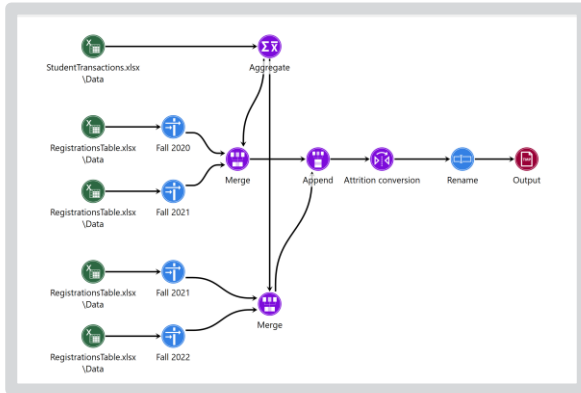 StudentTransactions.xlsx
\Data
Aggregate
RegistrationsTable.xlsx
\Data
Fall 2020
Merge
Append
Attrition conversion
Rename
Output
RegistrationsTable.xlsx
\Data
Fall 2021
RegistrationsTable.xlsx
\Data
Fall 2021
Merge
RegistrationsTable.xlsx
\Data
Fall 2022